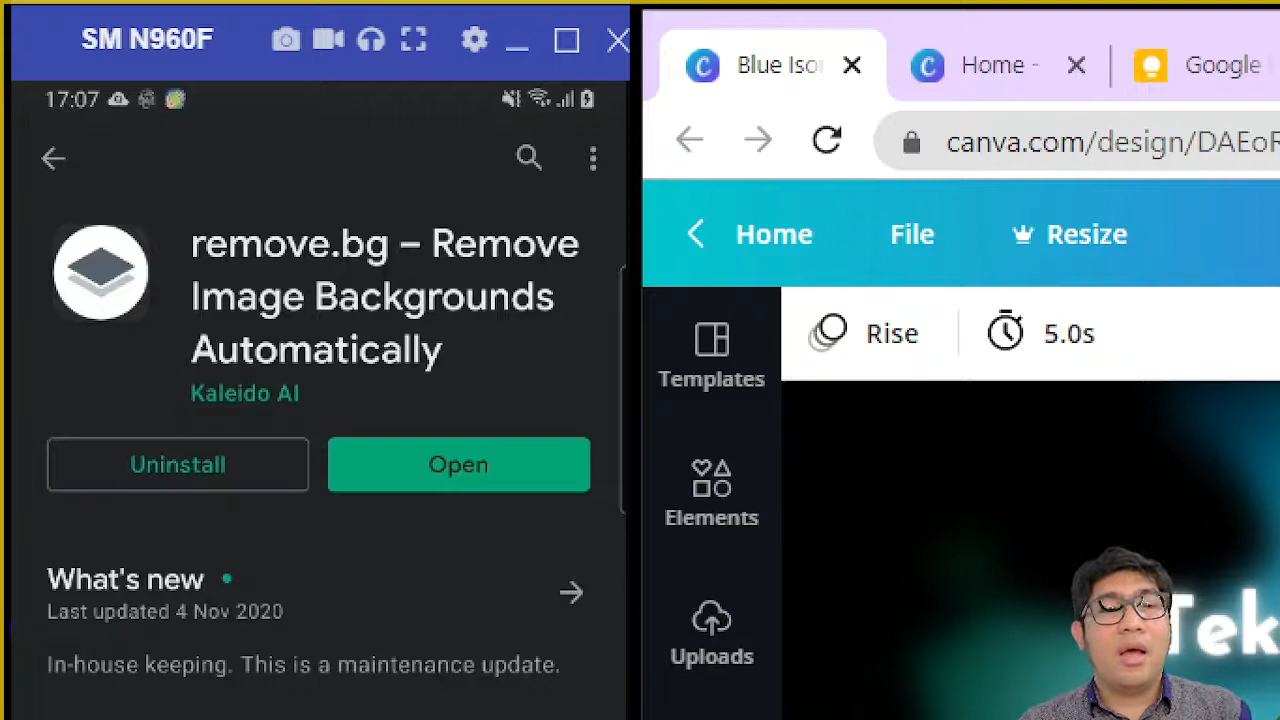 SM N960F
17:07
remove.bg – Remove
Image Backgrounds
Automatically
Kaleido AI
Uninstall
Open
What's new
Last updated 4 Nov 2020
In-house keeping. This is a maintenance update.
Blue Iso
Home -
Google
canva.com/design/DAEoR
Home
File
Resize
Rise
5.0s
Templates
Elements
Uploads
Tek